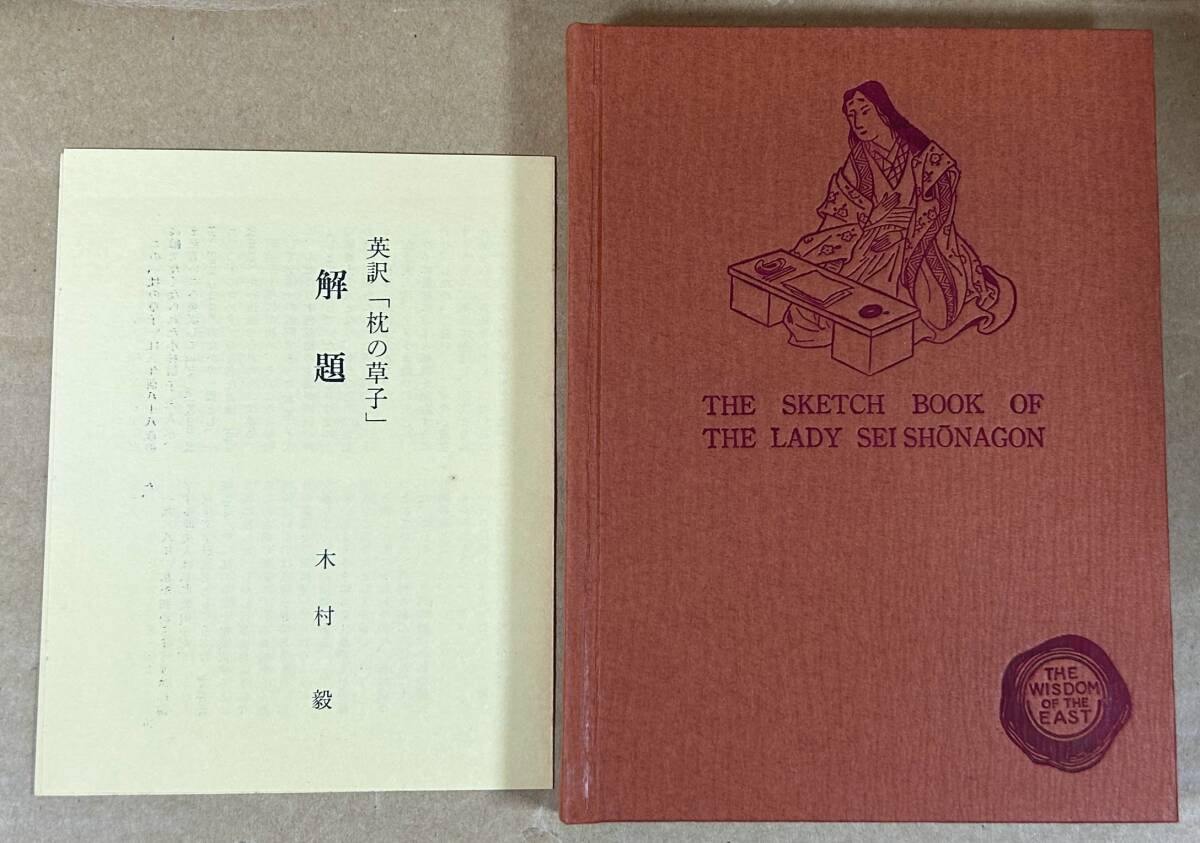 英訳「枕の草子」
解題
木村毅
THE SKETCH BOOK OF
THE LADY SEI SHŌNAGON
THE
WISDOM
OF THE
EAST